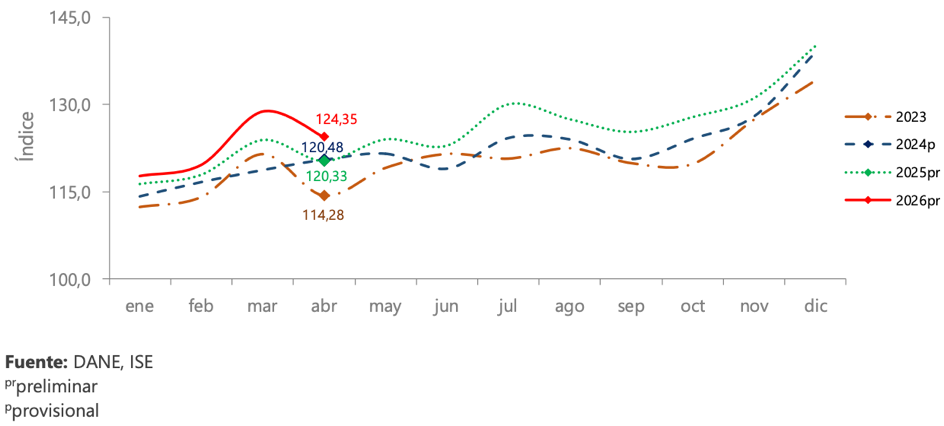 145,0
130,0
115,0
100,0
Índice
124,35
120,48
120,33
114,28
ene feb mar abr may jun jul ago sep oct nov dic
2023
2024p
2025pr
2026pr
Fuente: DANE, ISE
prpreliminar
pprovisional